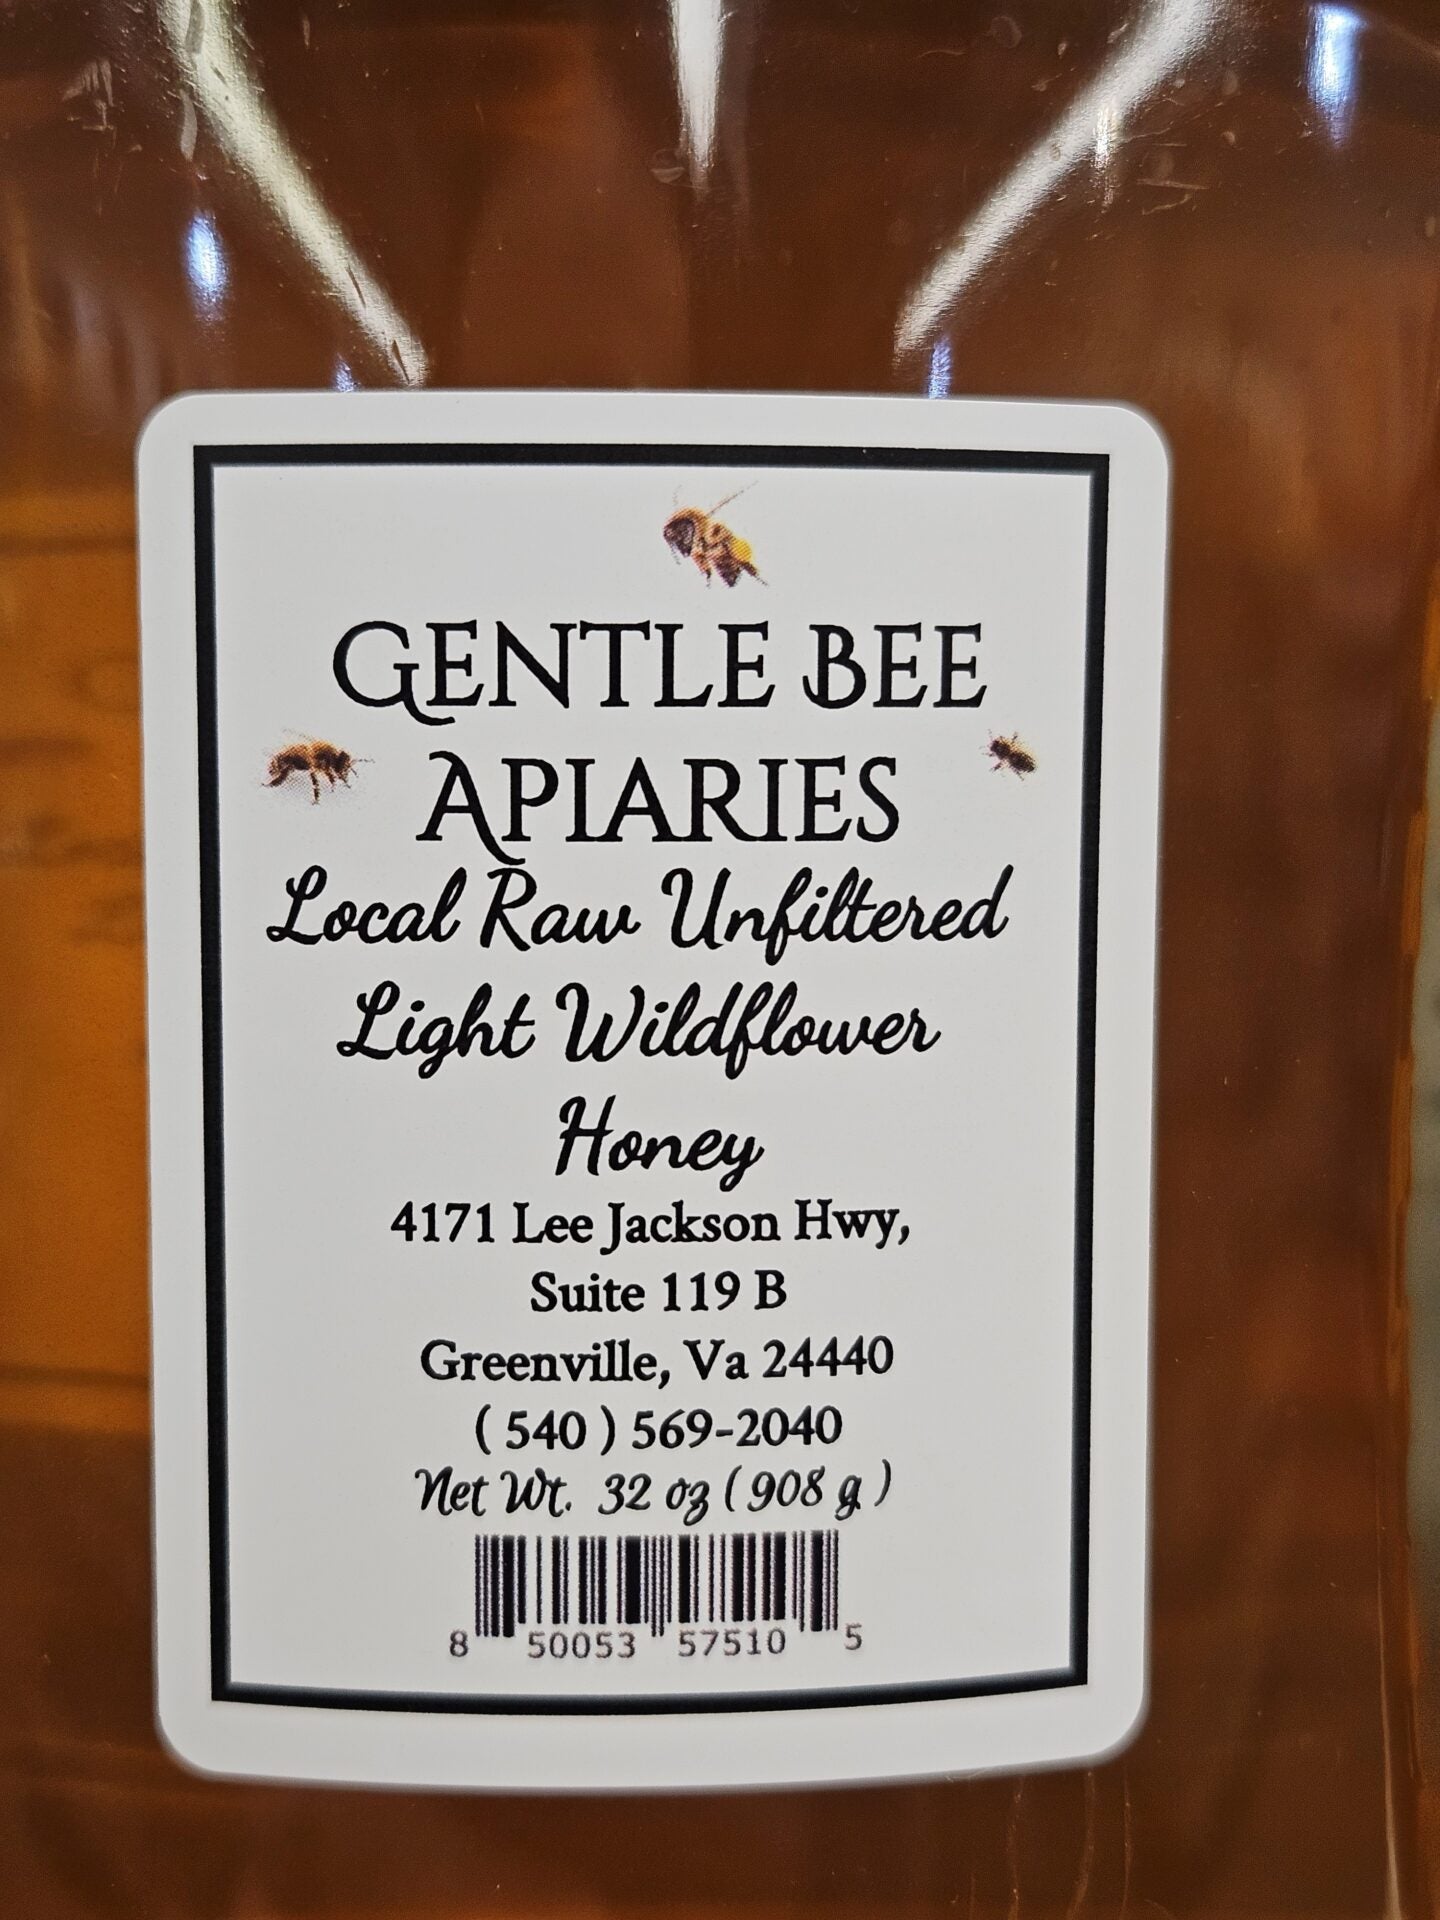 GENTLE BEE
APIARIES
Local Raw Unfiltered
Light Wildflower
Honey
4171 Lee Jackson Hwy,
Suite 119 B
Greenville, Va 24440
( 540 ) 569-2040
Net Wt. 32 oz ( 908 g )
8 50053 57510 5